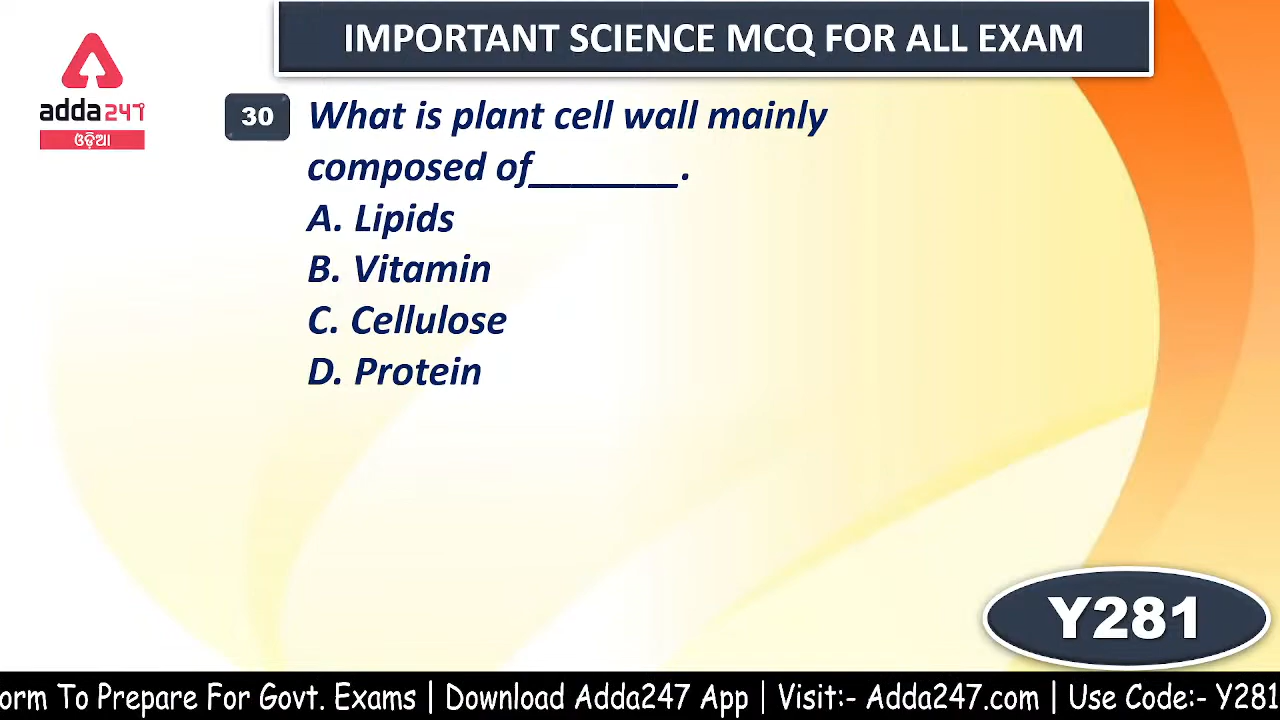 IMPORTANT SCIENCE MCQ FOR ALL EXAM
adda247
ଓଡ଼ିଆ
30 What is plant cell wall mainly
composed of_______.
A. Lipids
B. Vitamin
C. Cellulose
D. Protein
Y281
orm To Prepare For Govt. Exams | Download Adda247 App | Visit:- Adda247.com | Use Code:- Y281